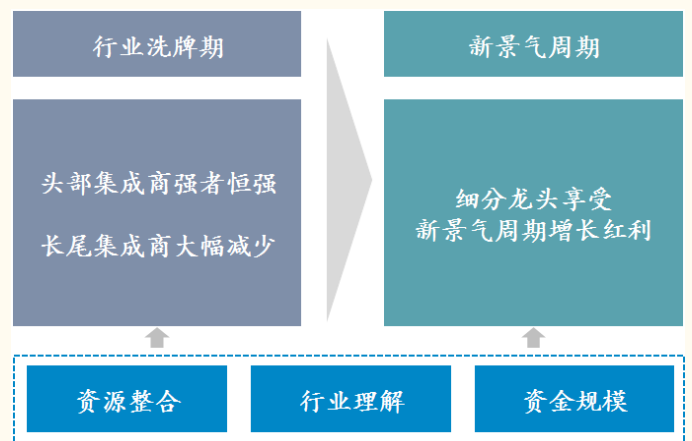 行业洗牌期
新景气周期
头部集成商强者恒强
长尾集成商大幅减少
细分龙头享受
新景气周期增长红利
资源整合
行业理解
资金规模